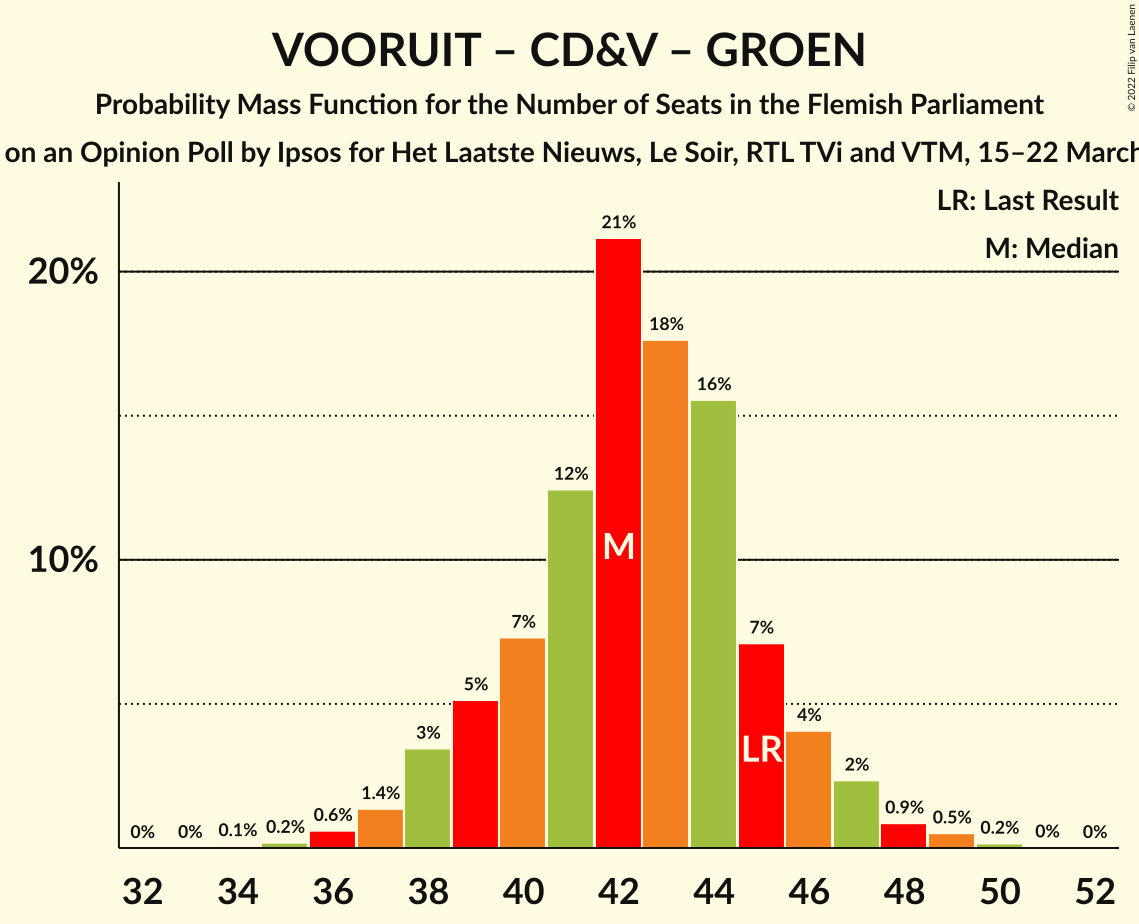 VOORUIT – CD&V – GROEN
Probability Mass Function for the Number of Seats in the Flemish Parliament
on an Opinion Poll by Ipsos for Het Laatste Nieuws, Le Soir, RTL TVi and VTM, 15–22 March
© 2022 Filip van Laenen
LR: Last Result
M: Median
20%
10%
0% 0% 0.1% 0.2% 0.6% 1.4% 3% 5% 7% 12% 21% 18% 16% 7% 4% 2% 0.9% 0.5% 0.2% 0% 0%
M
LR
32 34 36 38 40 42 44 46 48 50 52